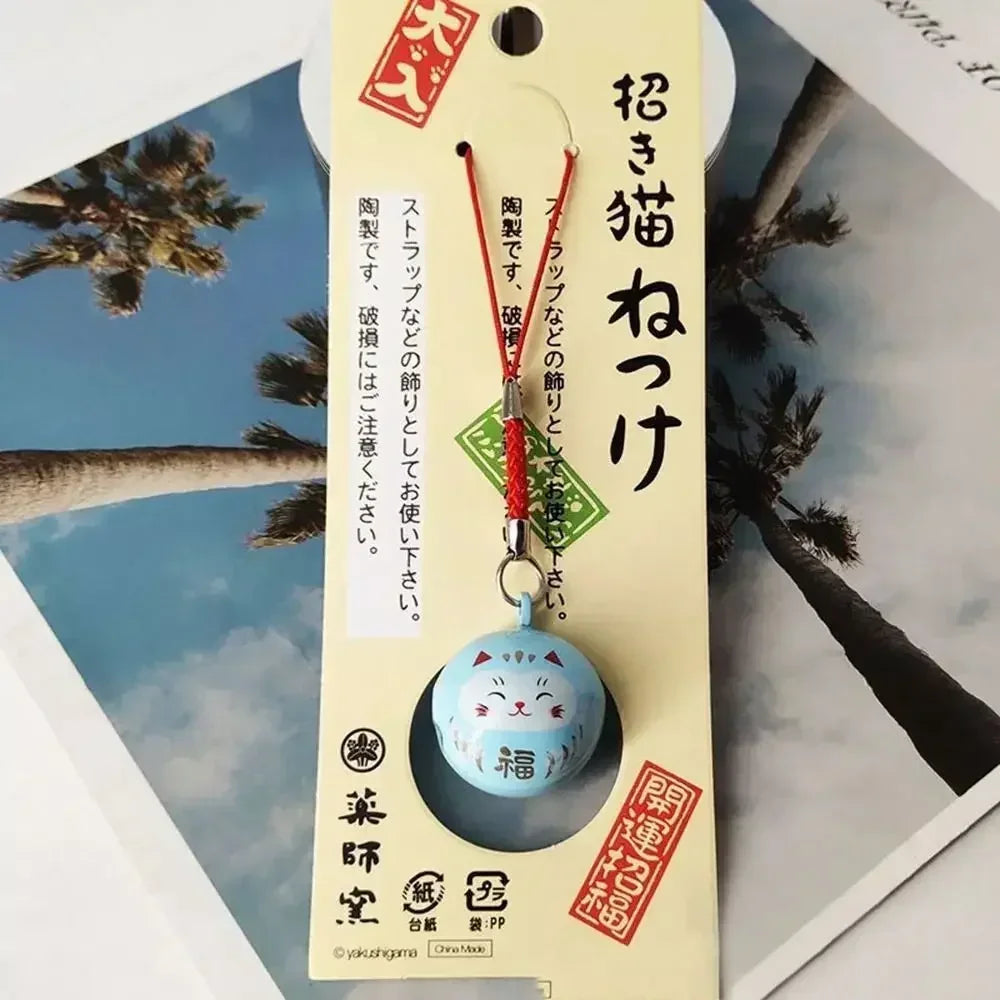 招き猫 ねつけ
大入
ストラップなどの飾りとしてお使い下さい。
陶製です、破損
ストラップなどの飾りとしてお使い下さい。
陶製です、破損にはご注意ください。
福
開運招福
薬師窯
紙
台紙
プラ
袋:PP
© yakushigama
China Made